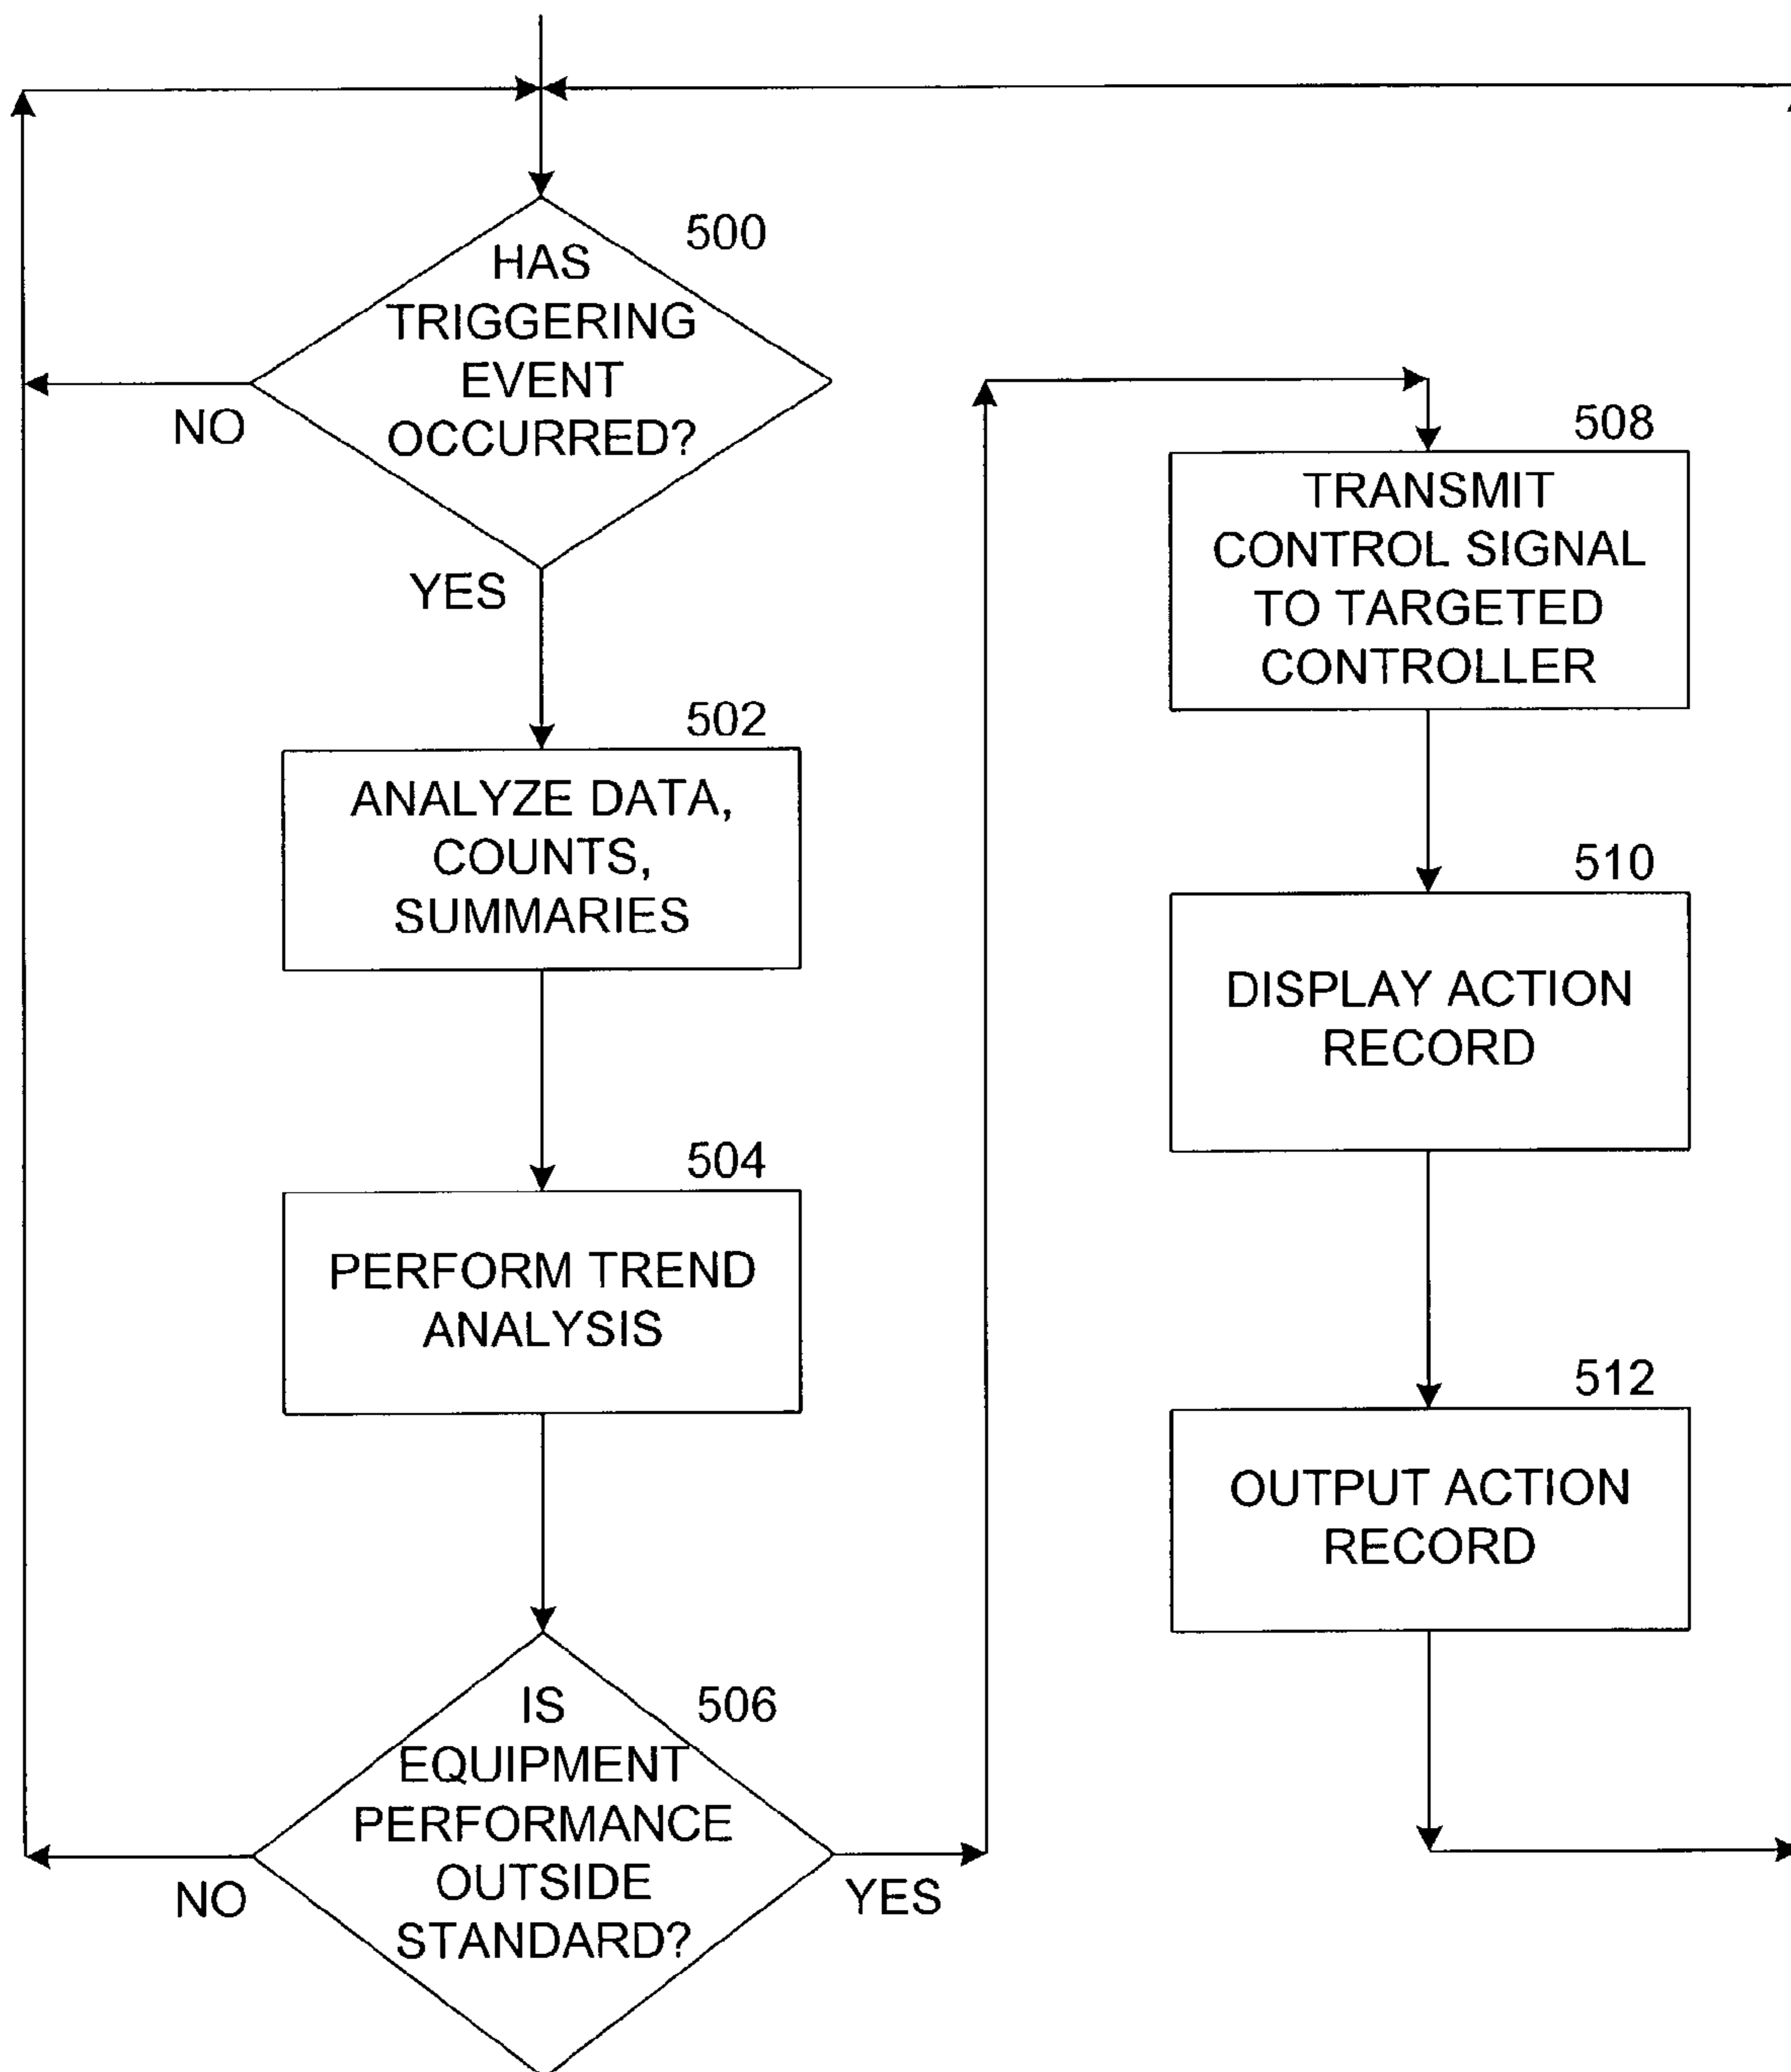 500
HAS
TRIGGERING
EVENT
OCCURRED?
NO
YES
502
ANALYZE DATA,
COUNTS,
SUMMARIES
504
PERFORM TREND
ANALYSIS
506
IS
EQUIPMENT
PERFORMANCE
OUTSIDE
STANDARD?
NO
YES
508
TRANSMIT
CONTROL SIGNAL
TO TARGETED
CONTROLLER
510
DISPLAY ACTION
RECORD
512
OUTPUT ACTION
RECORD